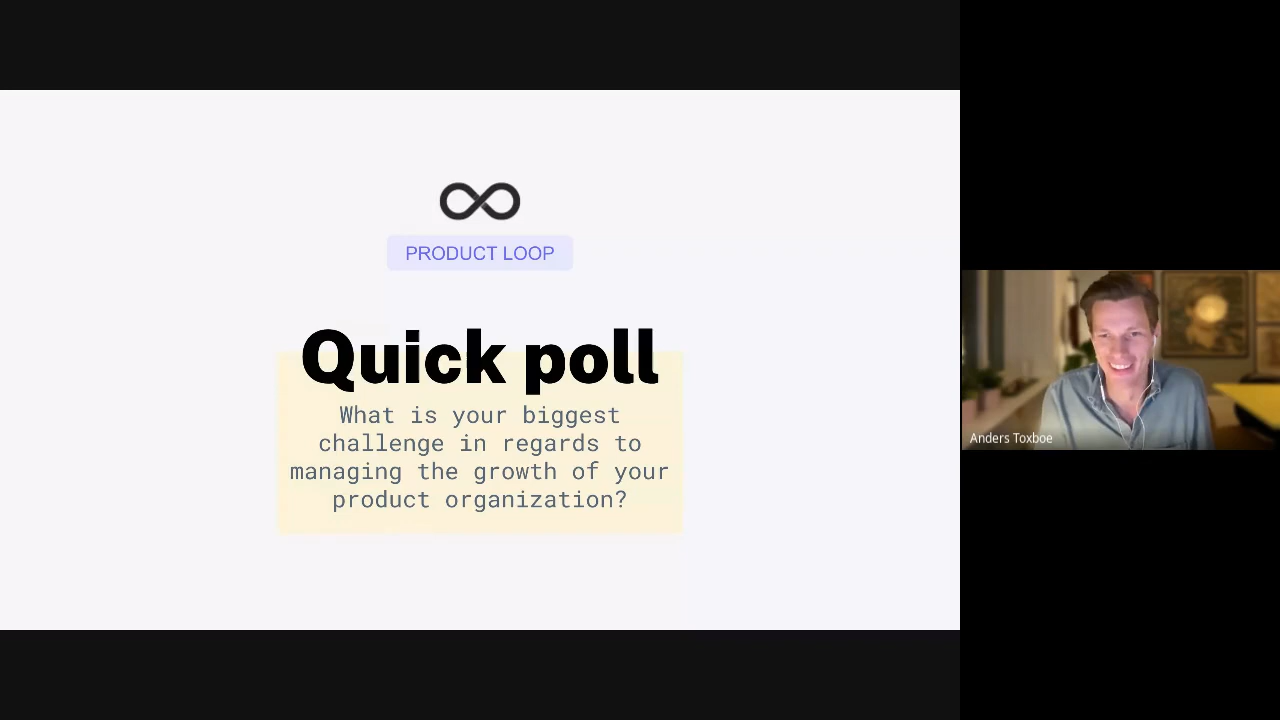 PRODUCT LOOP
Quick poll
What is your biggest
challenge in regards to
managing the growth of your
product organization?
Anders Toxboe